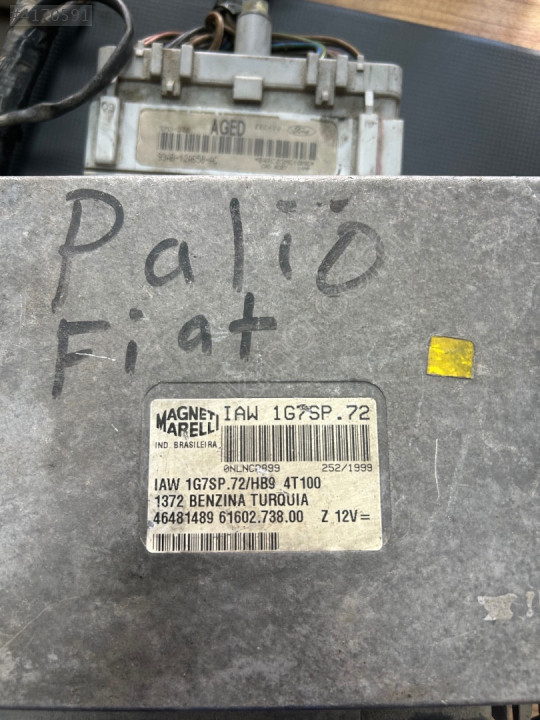 AGED
Palio
Fiat
MAGNETI MARELLI
IND. BRASILEIRA
IAW 1G7SP.72
252/1999
IAW 1G7SP.72/HB9 4T100
1372 BENZINA TURQUIA
46481489 61602.738.00 Z 12V=